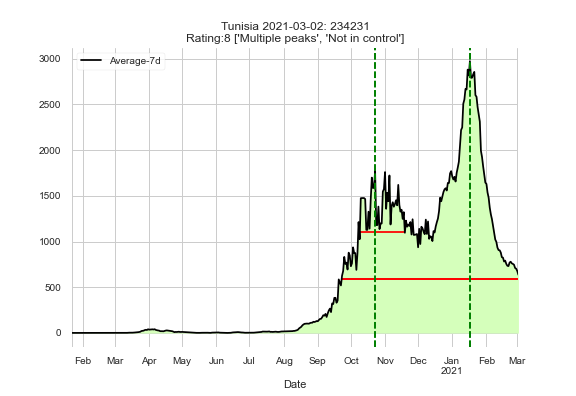 Tunisia 2021-03-02: 234231
Rating:8 ['Multiple peaks', 'Not in control']
Average-7d
3000
2500
2000
1500
1000
500
0
Feb Mar Apr May Jun Jul Aug Sep Oct Nov Dec Jan Feb Mar
2021
Date